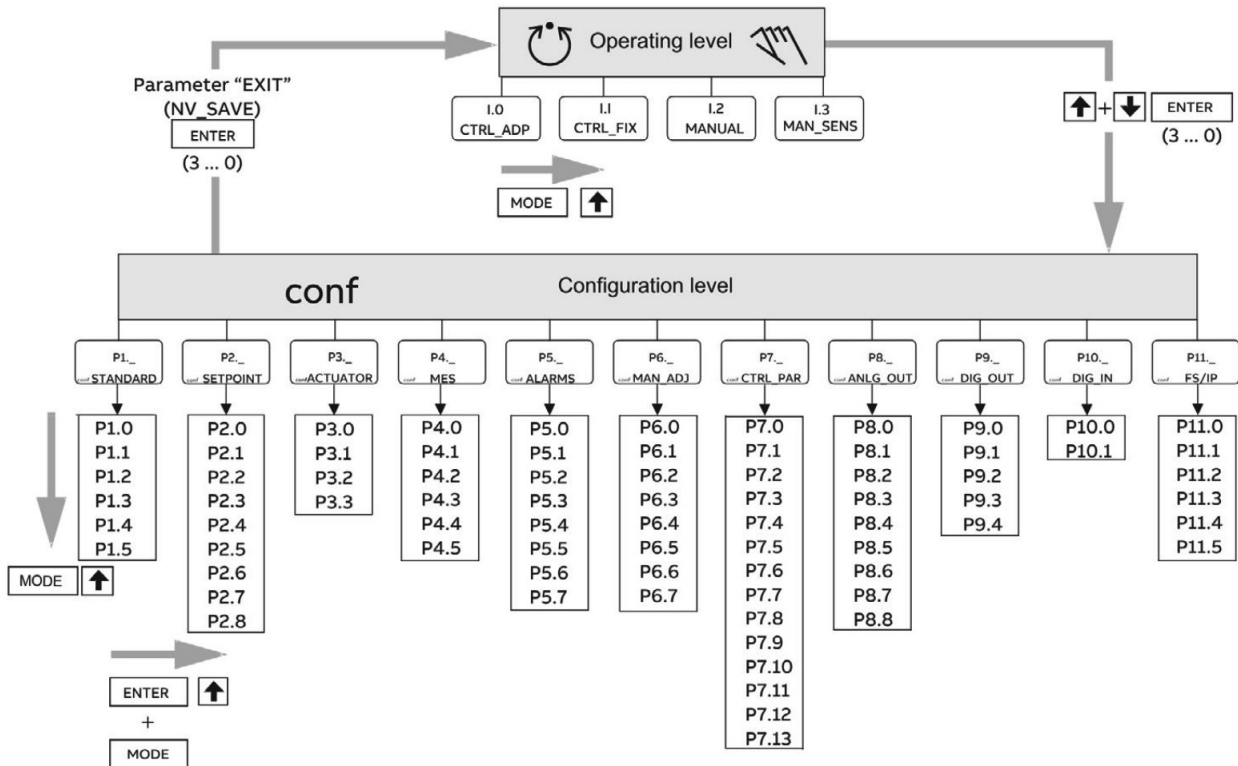 Operating level
Parameter “EXIT”
(NV_SAVE)
ENTER
(3 ... 0)
I.0
CTRL_ADP
I.I
CTRL_FIX
I.2
MANUAL
I.3
MAN_SENS
+ ENTER
(3 ... 0)
MODE
conf Configuration level
P1._
conf STANDARD
P2._
conf SETPOINT
P3._
conf ACTUATOR
P4._
conf MES
P5._
conf ALARMS
P6._
conf MAN_ADJ
P7._
conf CTRL_PAR
P8._
conf ANLG_OUT
P9._
conf DIG_OUT
P10._
conf DIG_IN
P11._
conf FS/IP
P1.0
P1.1
P1.2
P1.3
P1.4
P1.5
P2.0
P2.1
P2.2
P2.3
P2.4
P2.5
P2.6
P2.7
P2.8
P3.0
P3.1
P3.2
P3.3
P4.0
P4.1
P4.2
P4.3
P4.4
P4.5
P5.0
P5.1
P5.2
P5.3
P5.4
P5.5
P5.6
P5.7
P6.0
P6.1
P6.2
P6.3
P6.4
P6.5
P6.6
P6.7
P7.0
P7.1
P7.2
P7.3
P7.4
P7.5
P7.6
P7.7
P7.8
P7.9
P7.10
P7.11
P7.12
P7.13
P8.0
P8.1
P8.2
P8.3
P8.4
P8.5
P8.6
P8.7
P8.8
P9.0
P9.1
P9.2
P9.3
P9.4
P10.0
P10.1
P11.0
P11.1
P11.2
P11.3
P11.4
P11.5
MODE
ENTER
+
MODE